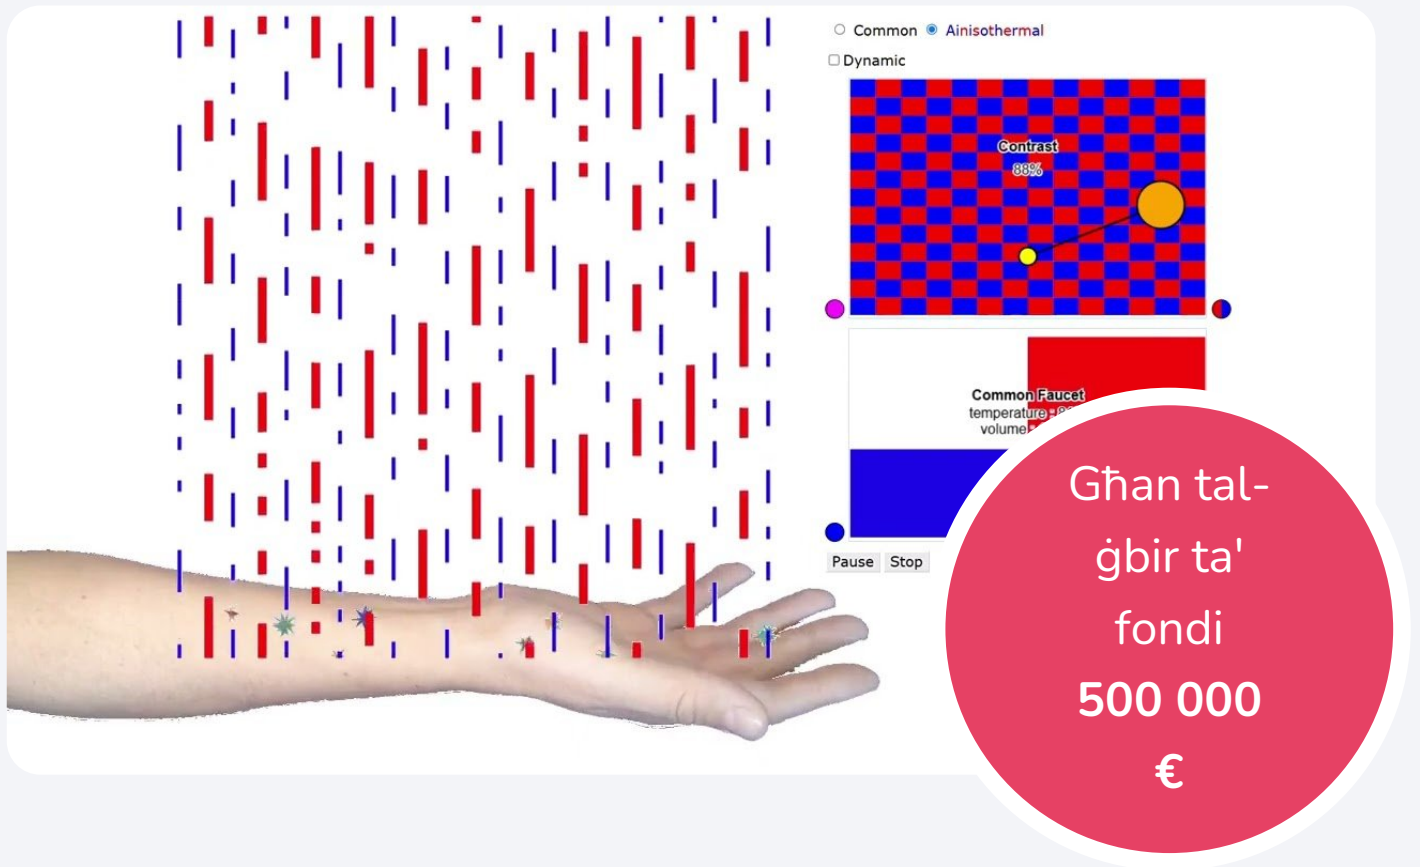 Common Ainisothermal
Dynamic
Contrast
88%
Common Faucet
temperature -
volume
Pause Stop
Għan tal-
ġbir ta'
fondi
500 000
€